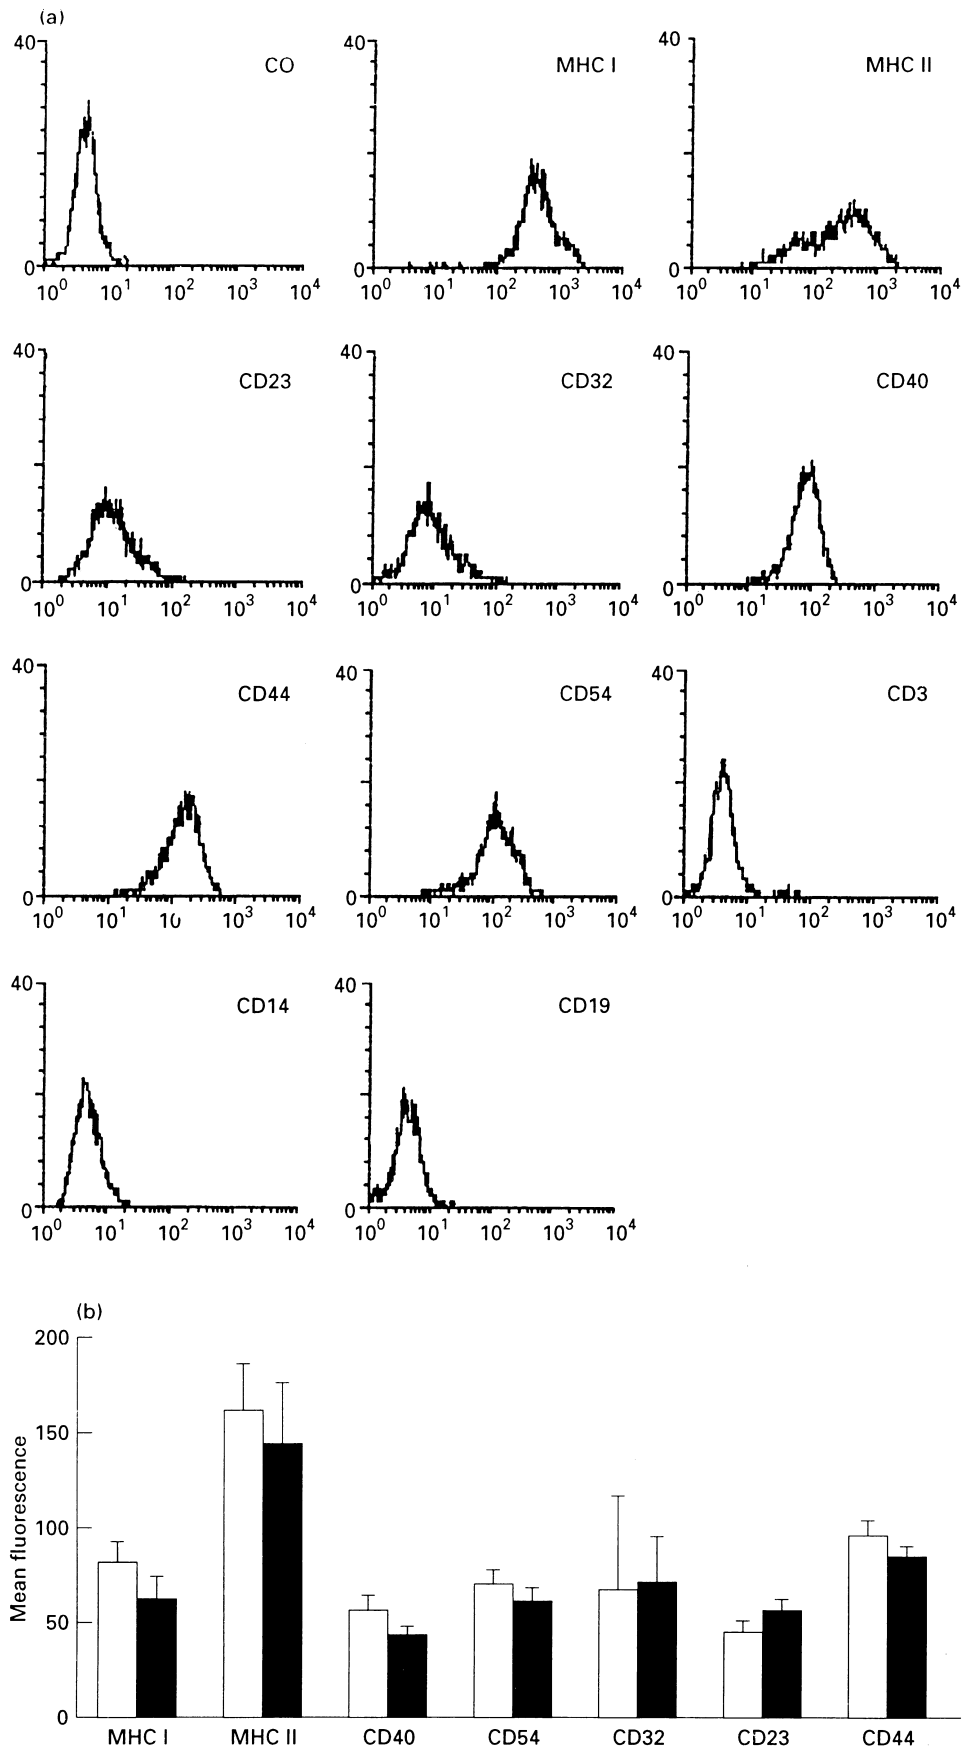 (a)
40 CO
0
10⁰ 10¹ 10² 10³ 10⁴
40 MHC I
0
10⁰ 10¹ 10² 10³ 10⁴
40 MHC II
0
10⁰ 10¹ 10² 10³ 10⁴
40 CD23
0
10⁰ 10¹ 10² 10³ 10⁴
40 CD32
0
10⁰ 10¹ 10² 10³ 10⁴
40 CD40
0
10⁰ 10¹ 10² 10³ 10⁴
40 CD44
0
10⁰ 10¹ 10² 10³ 10⁴
40 CD54
0
10⁰ 10¹ 10² 10³ 10⁴
40 CD3
0
10⁰ 10¹ 10² 10³ 10⁴
40 CD14
0
10⁰ 10¹ 10² 10³ 10⁴
40 CD19
0
10⁰ 10¹ 10² 10³ 10⁴
(b)
Mean fluorescence
200
150
100
50
0
MHC I MHC II CD40 CD54 CD32 CD23 CD44